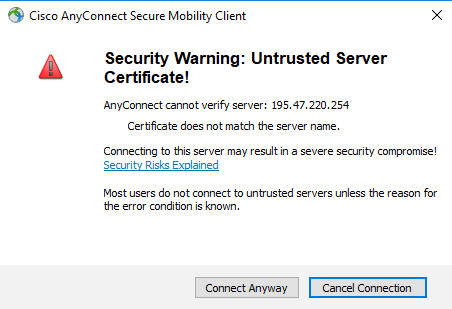 Cisco AnyConnect Secure Mobility Client
Security Warning: Untrusted Server
Certificate!
AnyConnect cannot verify server: 195.47.220.254
Certificate does not match the server name.
Connecting to this server may result in a severe security compromise!
Security Risks Explained
Most users do not connect to untrusted servers unless the reason for
the error condition is known.
Connect Anyway
Cancel Connection